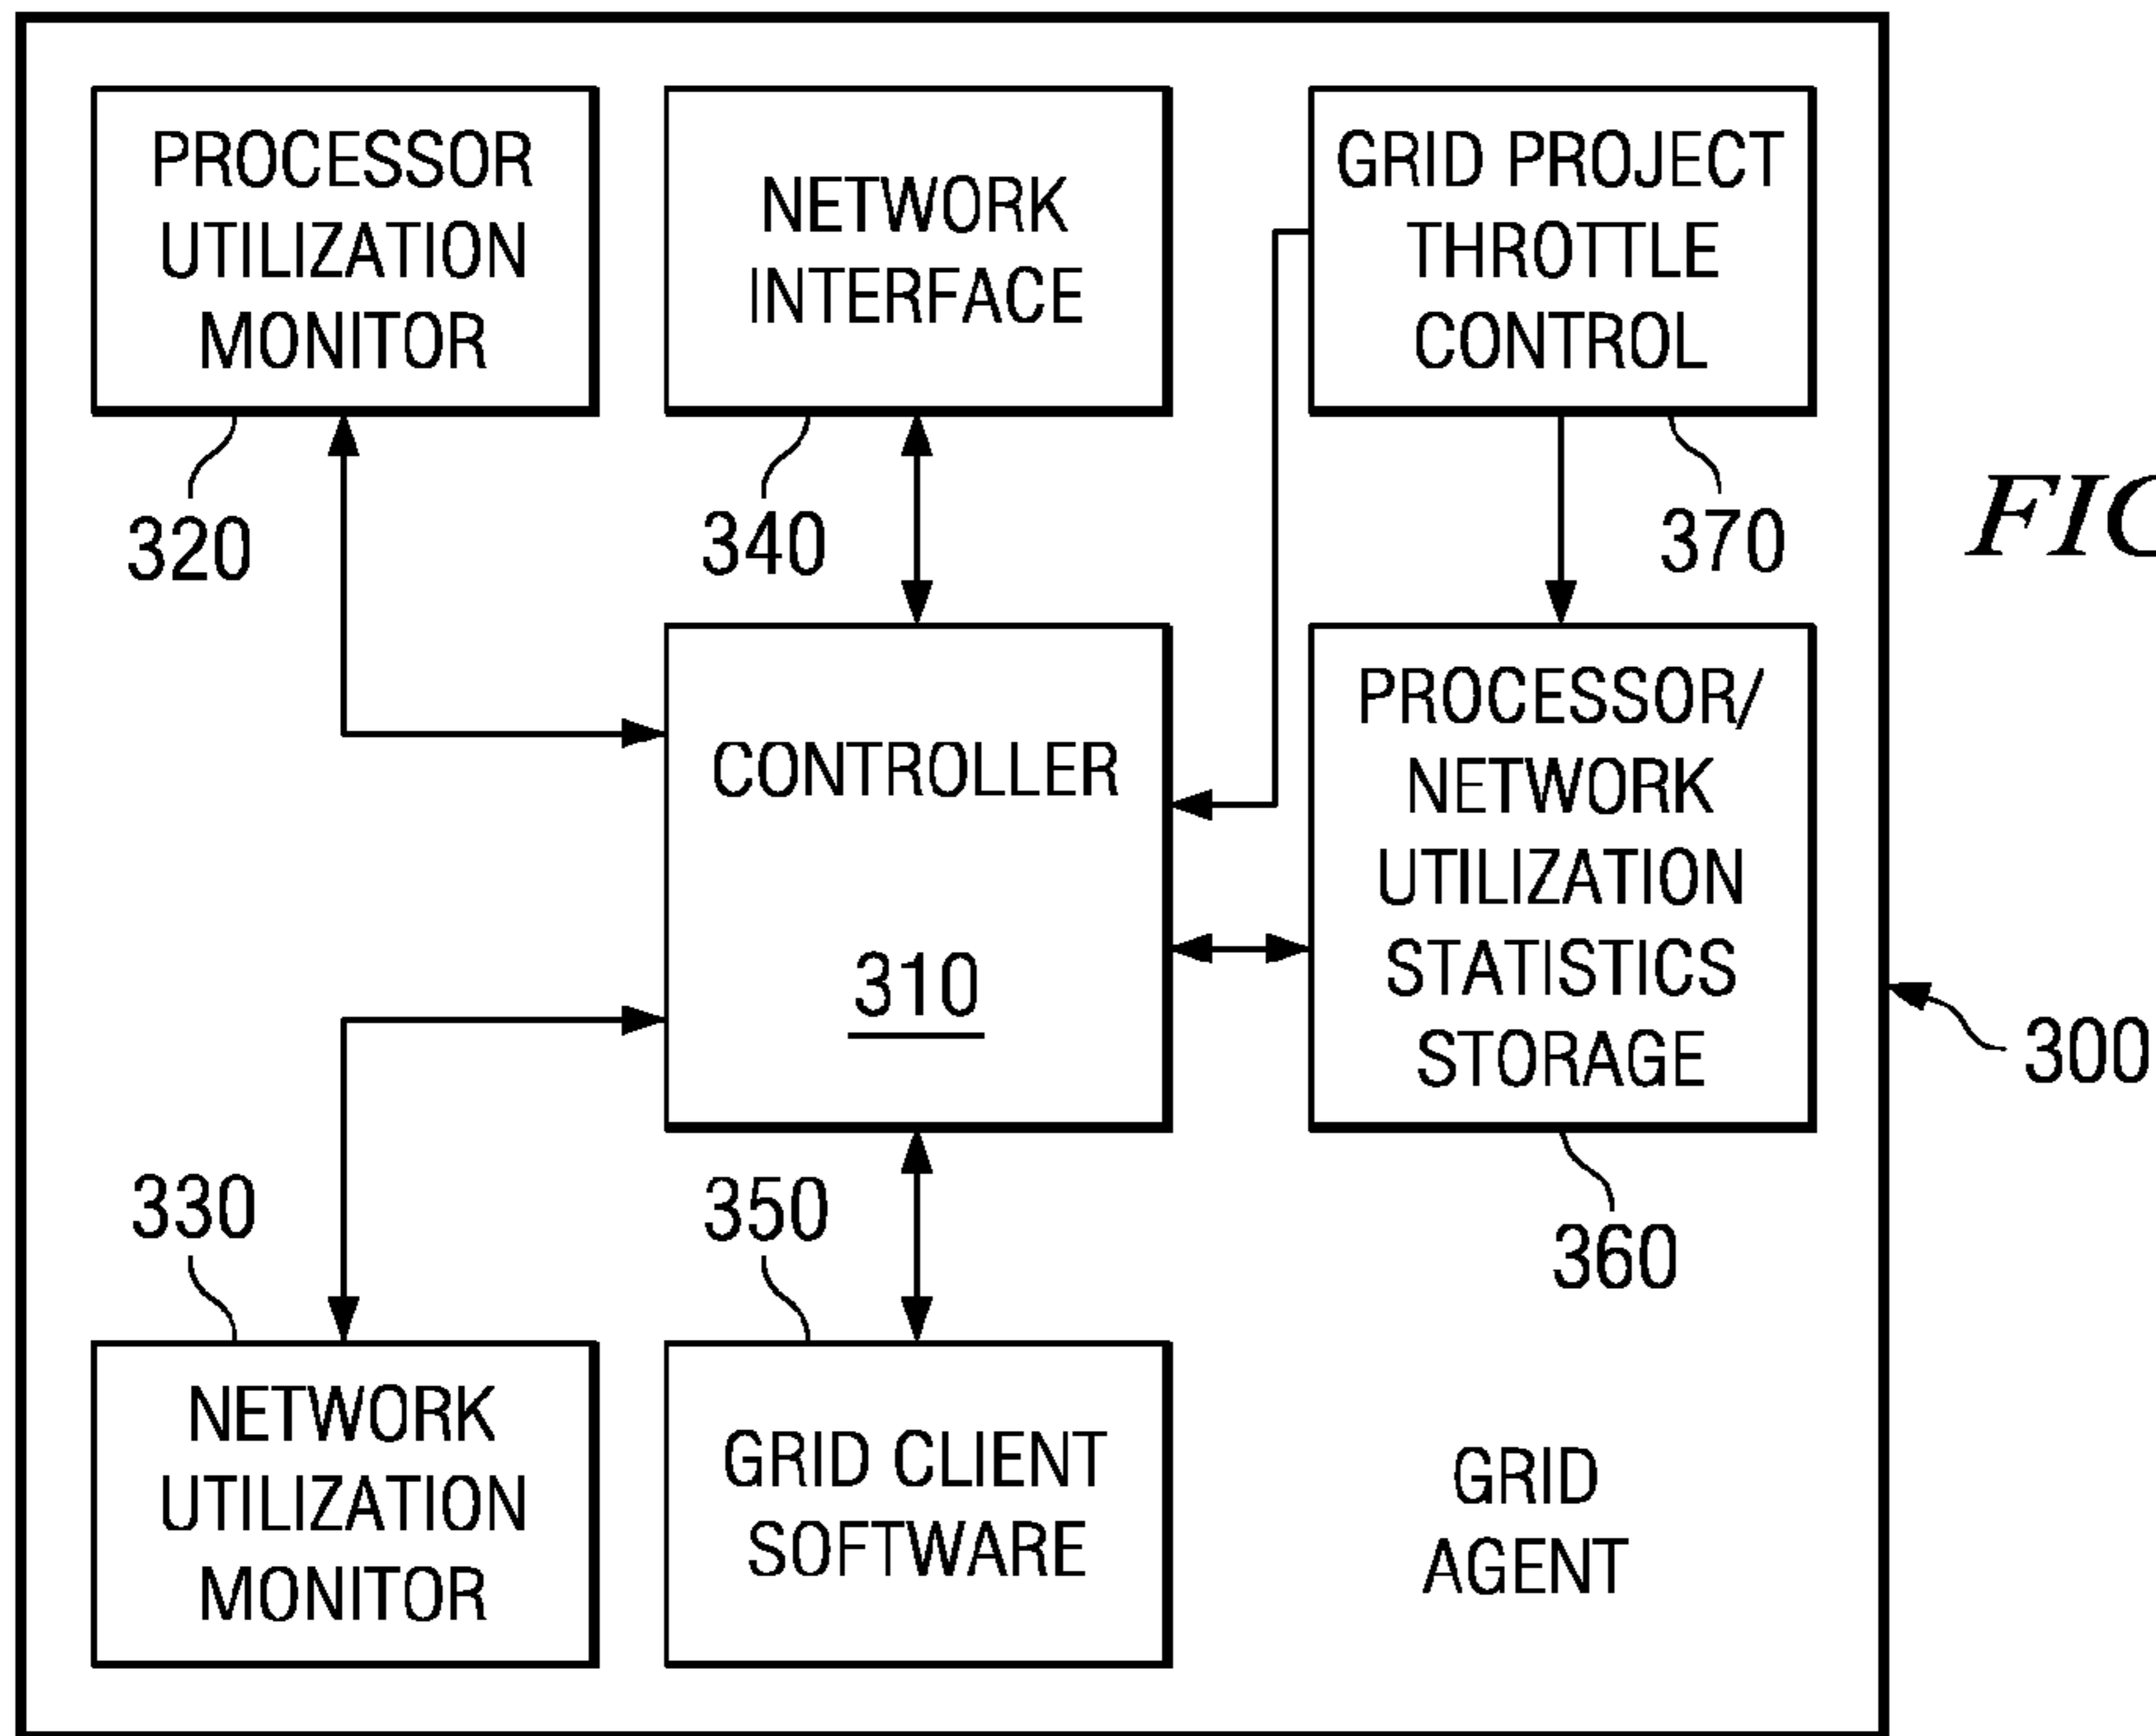 PROCESSOR
UTILIZATION
MONITOR
320
NETWORK
INTERFACE
340
GRID PROJECT
THROTTLE
CONTROL
370
CONTROLLER
310
PROCESSOR/
NETWORK
UTILIZATION
STATISTICS
STORAGE
360
300
330
NETWORK
UTILIZATION
MONITOR
350
GRID CLIENT
SOFTWARE
GRID
AGENT